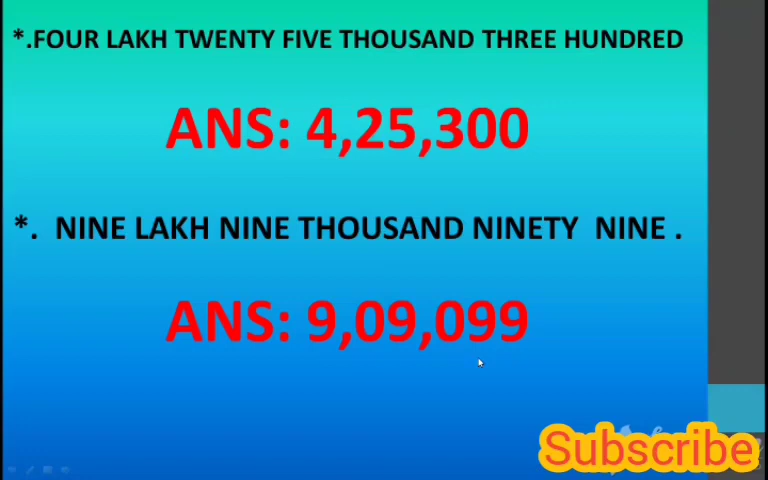 *.FOUR LAKH TWENTY FIVE THOUSAND THREE HUNDRED
ANS: 4,25,300
*. NINE LAKH NINE THOUSAND NINETY NINE .
ANS: 9,09,099
Subscribe